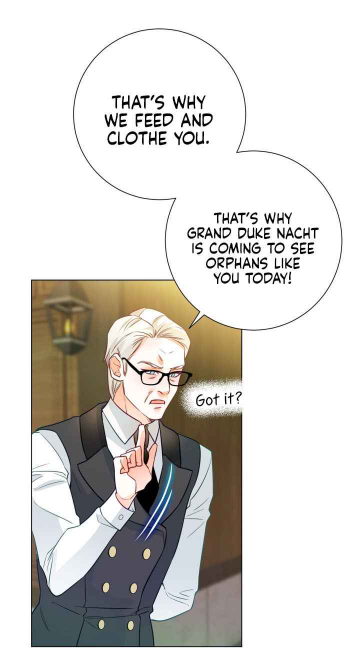 THAT'S WHY
WE FEED AND
CLOTHE YOU.
THAT'S WHY
GRAND DUKE NACHT
IS COMING TO SEE
ORPHANS LIKE
YOU TODAY!
Got it?